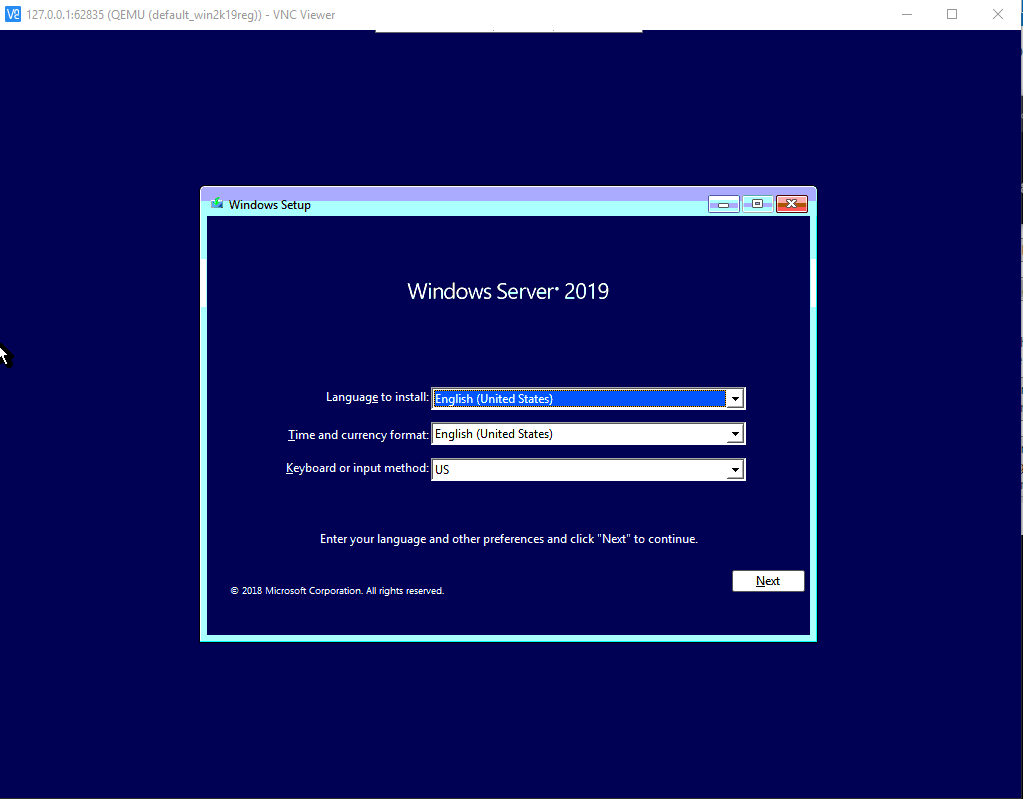 127.0.0.1:62835 (QEMU (default_win2k19reg)) - VNC Viewer
Windows Setup
Windows Server® 2019
Language to install: English (United States)
Time and currency format: English (United States)
Keyboard or input method: US
Enter your language and other preferences and click "Next" to continue.
Next
© 2018 Microsoft Corporation. All rights reserved.